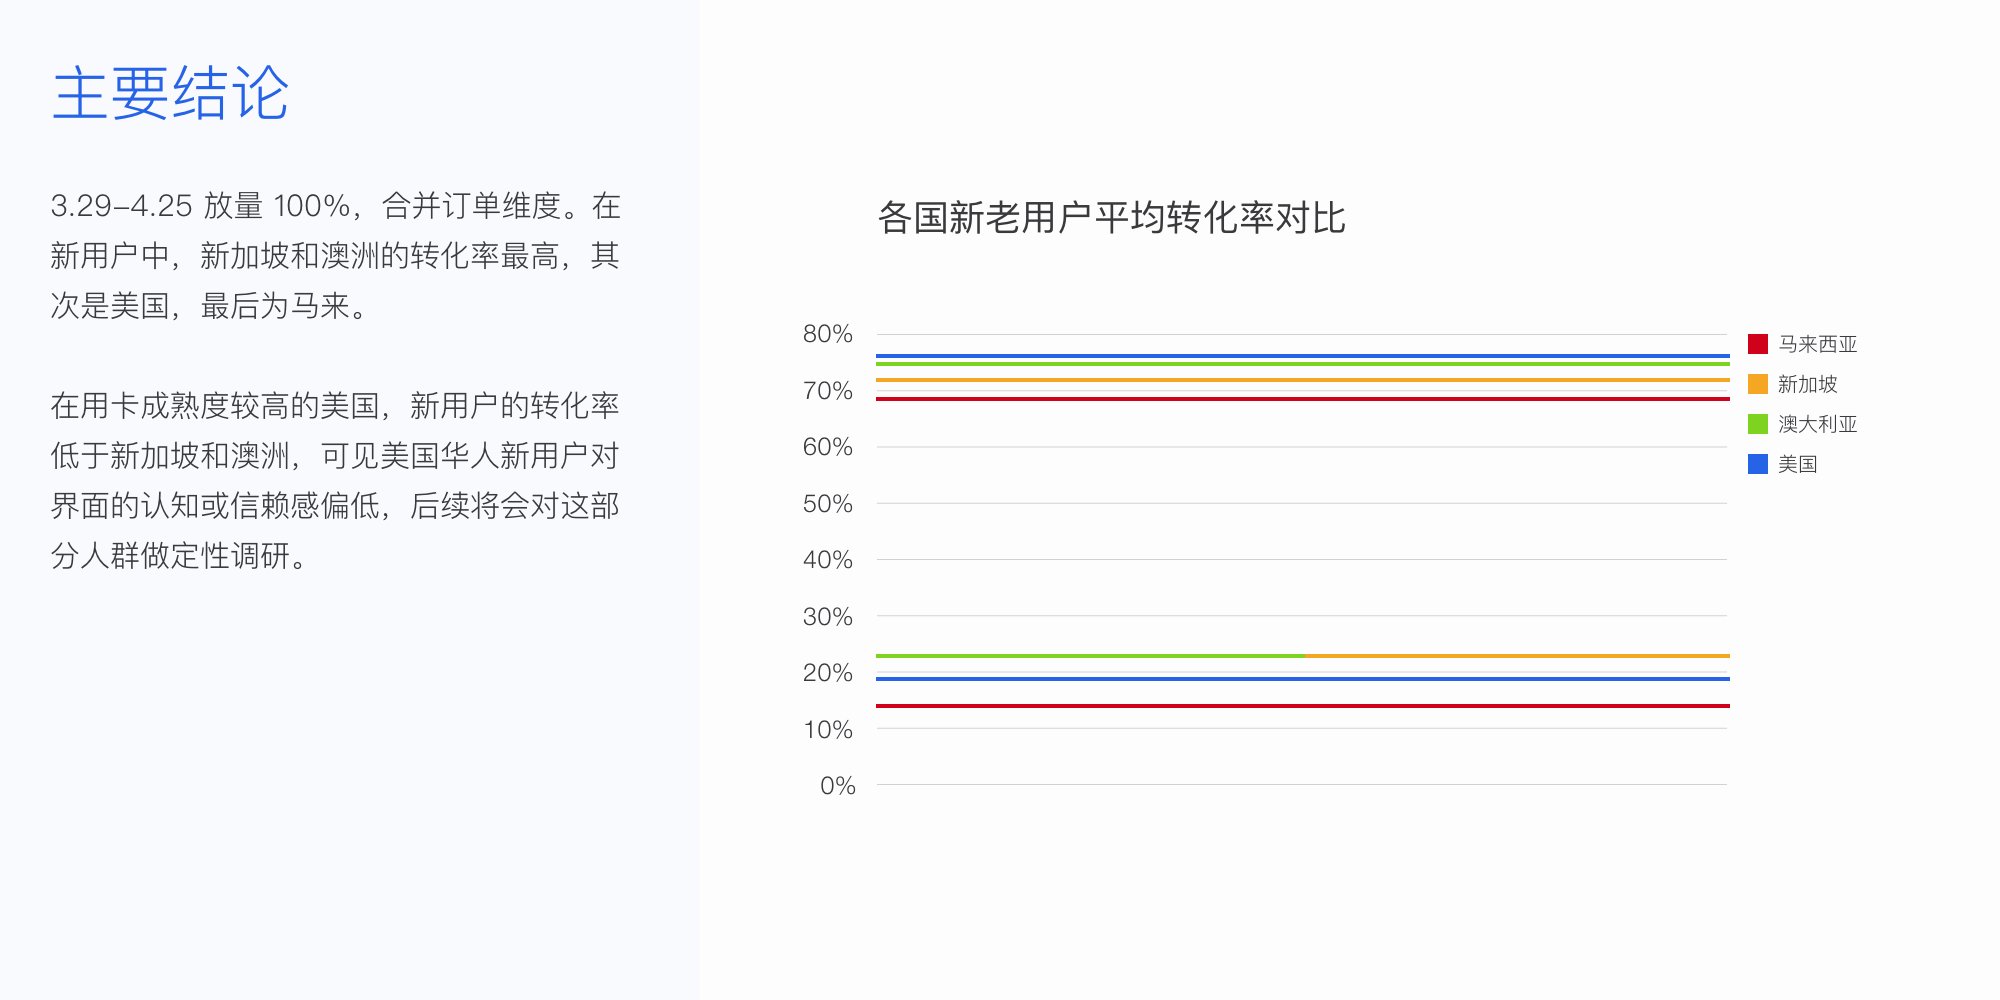 主要结论
3.29–4.25 放量 100%，合并订单维度。在
新用户中，新加坡和澳洲的转化率最高，其
次是美国，最后为马来。
在用卡成熟度较高的美国，新用户的转化率
低于新加坡和澳洲，可见美国华人新用户对
界面的认知或信赖感偏低，后续将会对这部
分人群做定性调研。
各国新老用户平均转化率对比
80%
70%
60%
50%
40%
30%
20%
10%
0%
马来西亚
新加坡
澳大利亚
美国